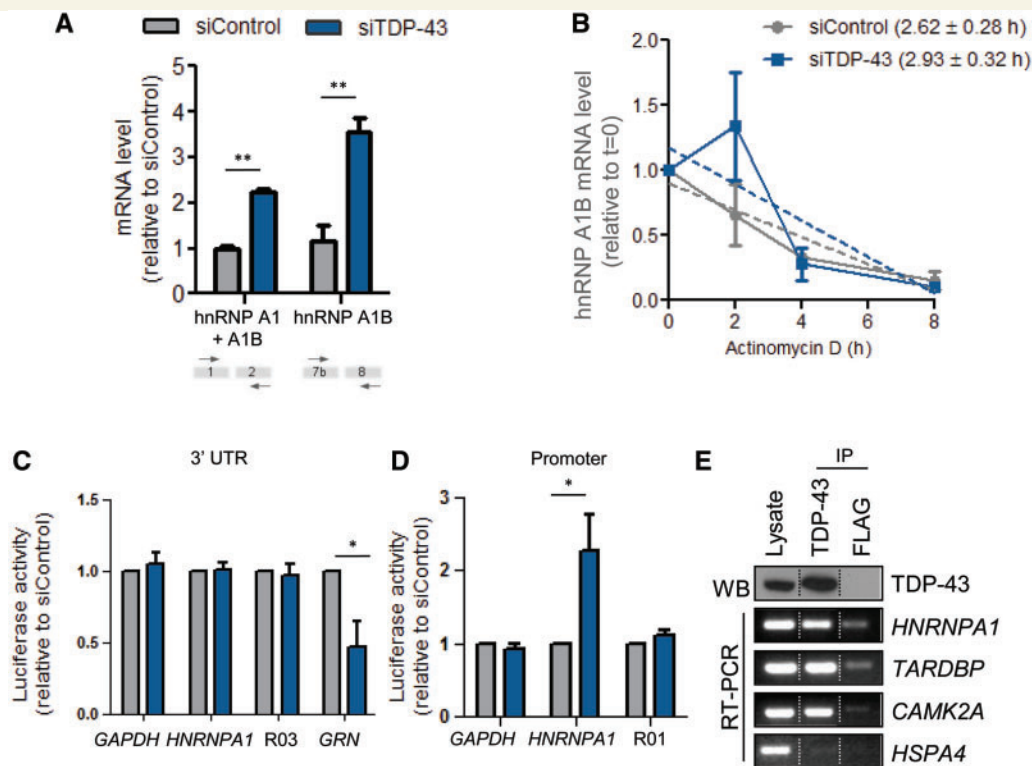 A
siControl
siTDP-43
mRNA level
(relative to siControl)
5
4
3
2
1
0
**
**
hnRNP A1
+ A1B
hnRNP A1B
1
2
7b
8
B
siControl (2.62 ± 0.28 h)
siTDP-43 (2.93 ± 0.32 h)
hnRNP A1B mRNA level
(relative to t=0)
2.0
1.5
1.0
0.5
0.0
0
2
4
6
8
Actinomycin D (h)
C
3' UTR
Luciferase activity
(relative to siControl)
1.5
1.0
0.5
0.0
*
GAPDH HNRNPA1 R03 GRN
D
Promoter
Luciferase activity
(relative to siControl)
3
2
1
0
*
GAPDH HNRNPA1 R01
E
IP
Lysate
TDP-43
FLAG
WB
TDP-43
RT-PCR
HNRNPA1
TARDBP
CAMK2A
HSPA4